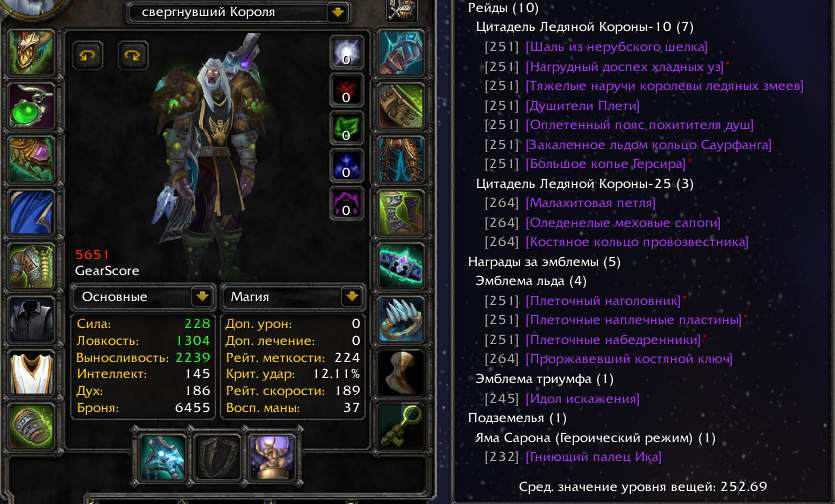 свергнувший Короля
0
0
0
0
0
5651
GearScore
Основные
Магия
Сила: 228
Ловкость: 1304
Выносливость: 2239
Интеллект: 145
Дух: 186
Броня: 6455
Доп. урон: 0
Доп. лечение: 0
Рейт. меткости: 224
Крит. удар: 12.11%
Рейт. скорости: 189
Восп. маны: 37
Рейды (10)
Цитадель Ледяной Короны-10 (7)
[251] [Шаль из нерубского шелка]
[251] [Нагрудный доспех хладных уз]*
[251] [Тяжелые наручи королевы ледяных змеев]
[251] [Душители Плети]
[251] [Оплетенный пояс похитителя душ]
[251] [Закаленное льдом кольцо Саурфанга]
[251] [Большое копье Герсира]*
Цитадель Ледяной Короны-25 (3)
[264] [Малахитовая петля]
[264] [Оледенелые меховые сапоги]
[264] [Костяное кольцо провозвестника]
Награды за эмблемы (5)
Эмблема льда (4)
[251] [Плеточный наголовник]*
[251] [Плеточные наплечные пластины]*
[251] [Плеточные набедренники]*
[264] [Проржавевший костяной ключ]
Эмблема триумфа (1)
[245] [Идол искажения]
Подземелья (1)
Яма Сарона (Героический режим) (1)
[232] [Гниющий палец Ика]
Сред. значение уровня вещей: 252.69